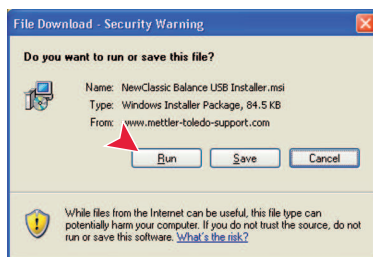 File Download - Security Warning
Do you want to run or save this file?
Name: NewClassic Balance USB Installer.msi
Type: Windows Installer Package, 84.5 KB
From: www.mettler-toledo-support.com
Run Save Cancel
While files from the Internet can be useful, this file type can
potentially harm your computer. If you do not trust the source, do not
run or save this software. What's the risk?